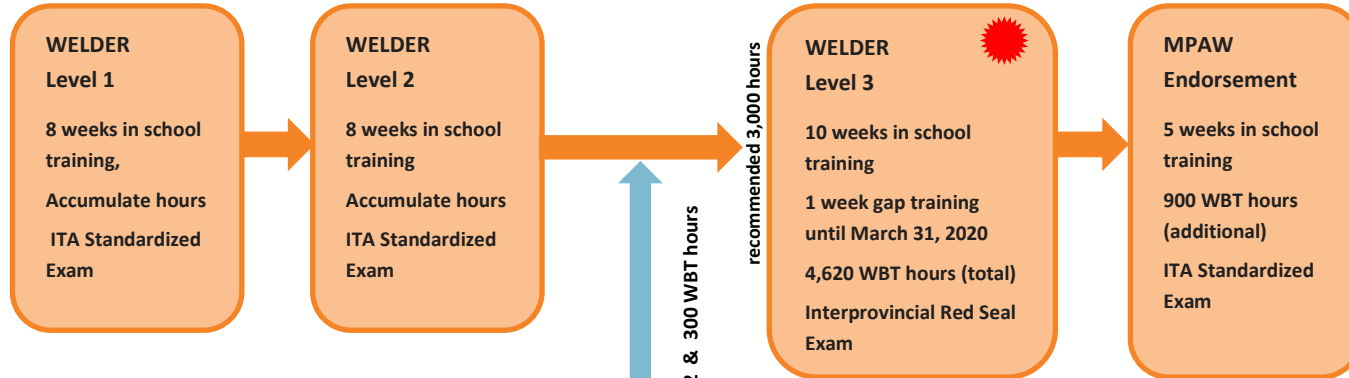 WELDER
Level 1
8 weeks in school
training,
Accumulate hours
ITA Standardized
Exam
WELDER
Level 2
8 weeks in school
training
Accumulate hours
ITA Standardized
Exam
& 300 WBT hours
recommended 3,000 hours
WELDER
Level 3
10 weeks in school
training
1 week gap training
until March 31, 2020
4,620 WBT hours (total)
Interprovincial Red Seal
Exam
MPAW
Endorsement
5 weeks in school
training
900 WBT hours
(additional)
ITA Standardized
Exam